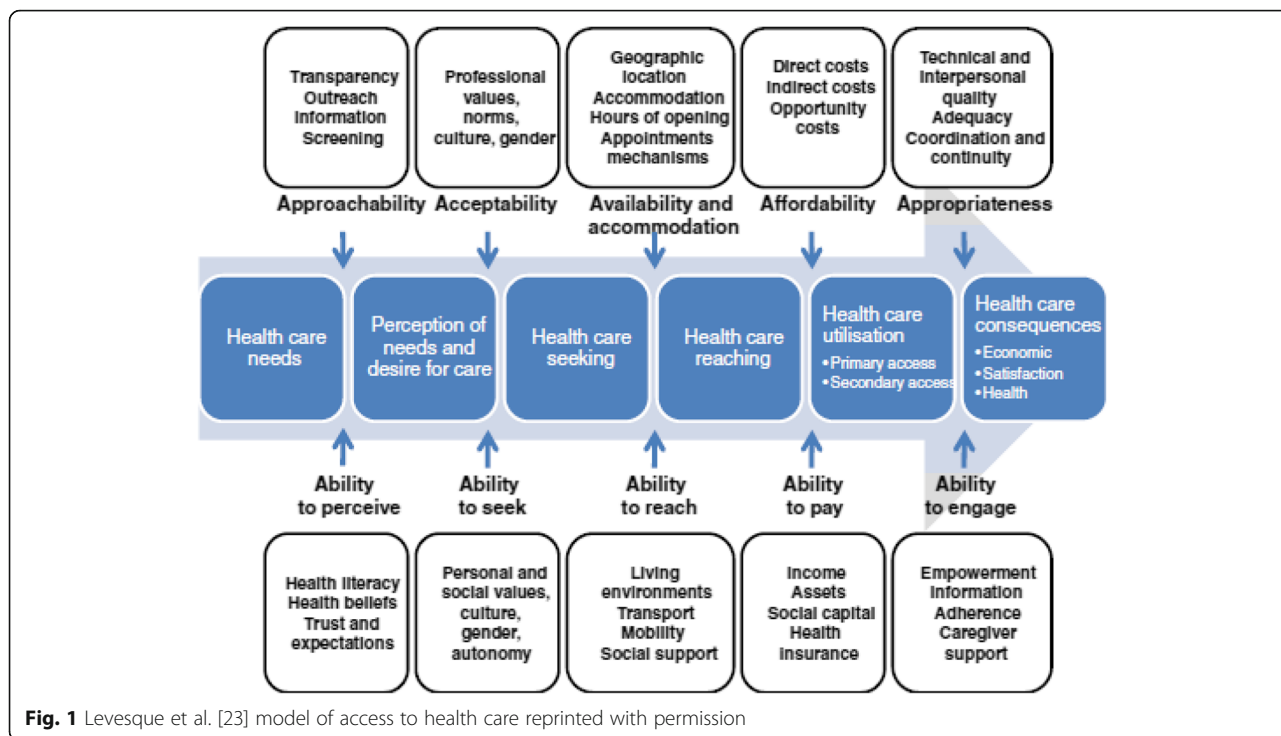 Transparency
Outreach
Information
Screening
Professional
values,
norms,
culture, gender
Geographic
location
Accommodation
Hours of opening
Appointments
mechanisms
Direct costs
Indirect costs
Opportunity
costs
Technical and
interpersonal
quality
Adequacy
Coordination and
continuity
Approachability
Acceptability
Availability and
accommodation
Affordability
Appropriateness
Health care
needs
Perception of
needs and
desire for care
Health care
seeking
Health care
reaching
Health care
utilisation
•Primary access
•Secondary access
Health care
consequences
•Economic
•Satisfaction
•Health
Ability
to perceive
Ability
to seek
Ability
to reach
Ability
to pay
Ability
to engage
Health literacy
Health beliefs
Trust and
expectations
Personal and
social values,
culture,
gender,
autonomy
Living
environments
Transport
Mobility
Social support
Income
Assets
Social capital
Health
insurance
Empowerment
Information
Adherence
Caregiver
support
Fig. 1 Levesque et al. [23] model of access to health care reprinted with permission